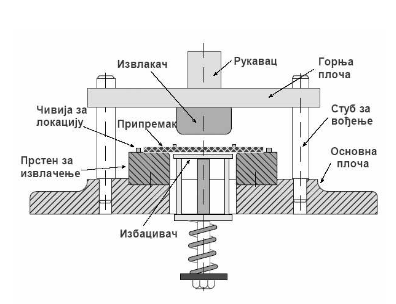 Извлакач
Рукавац
Горња
плоча
Чивија за
локацију
Припремак
Стуб за
вођење
Прстен за
извлачење
Основна
плоча
Избацивач